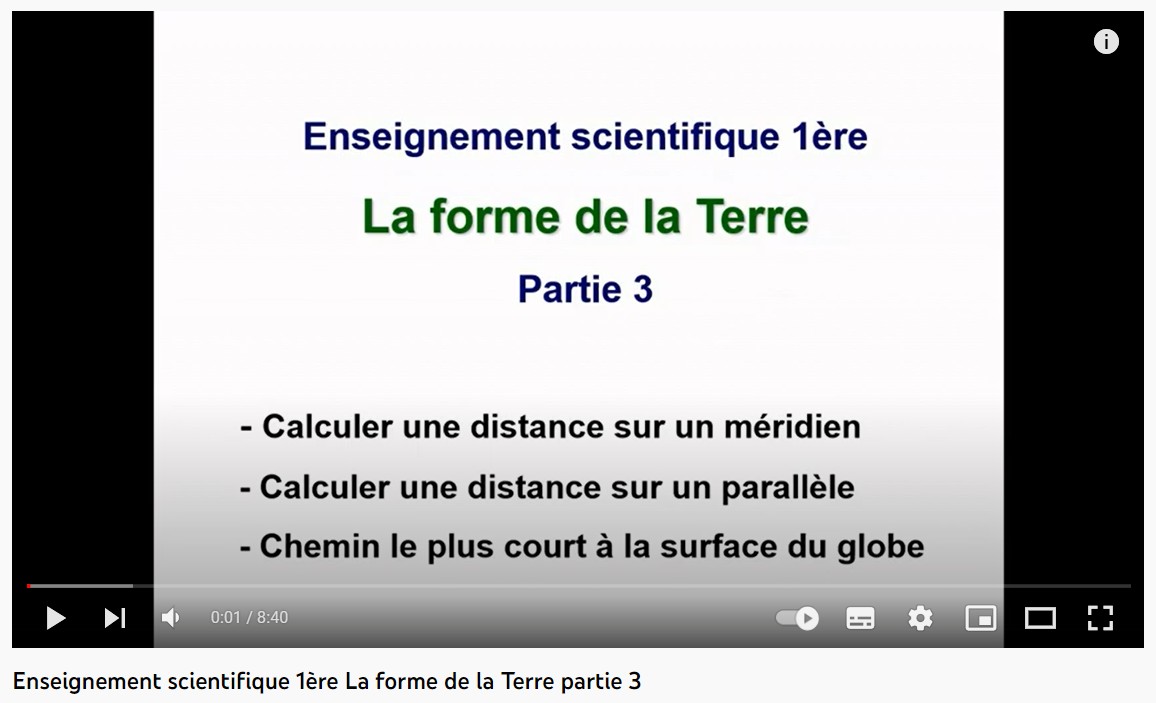 i
Enseignement scientifique 1ère
La forme de la Terre
Partie 3
- Calculer une distance sur un méridien
- Calculer une distance sur un parallèle
- Chemin le plus court à la surface du globe
0:01 / 8:40
Enseignement scientifique 1ère La forme de la Terre partie 3